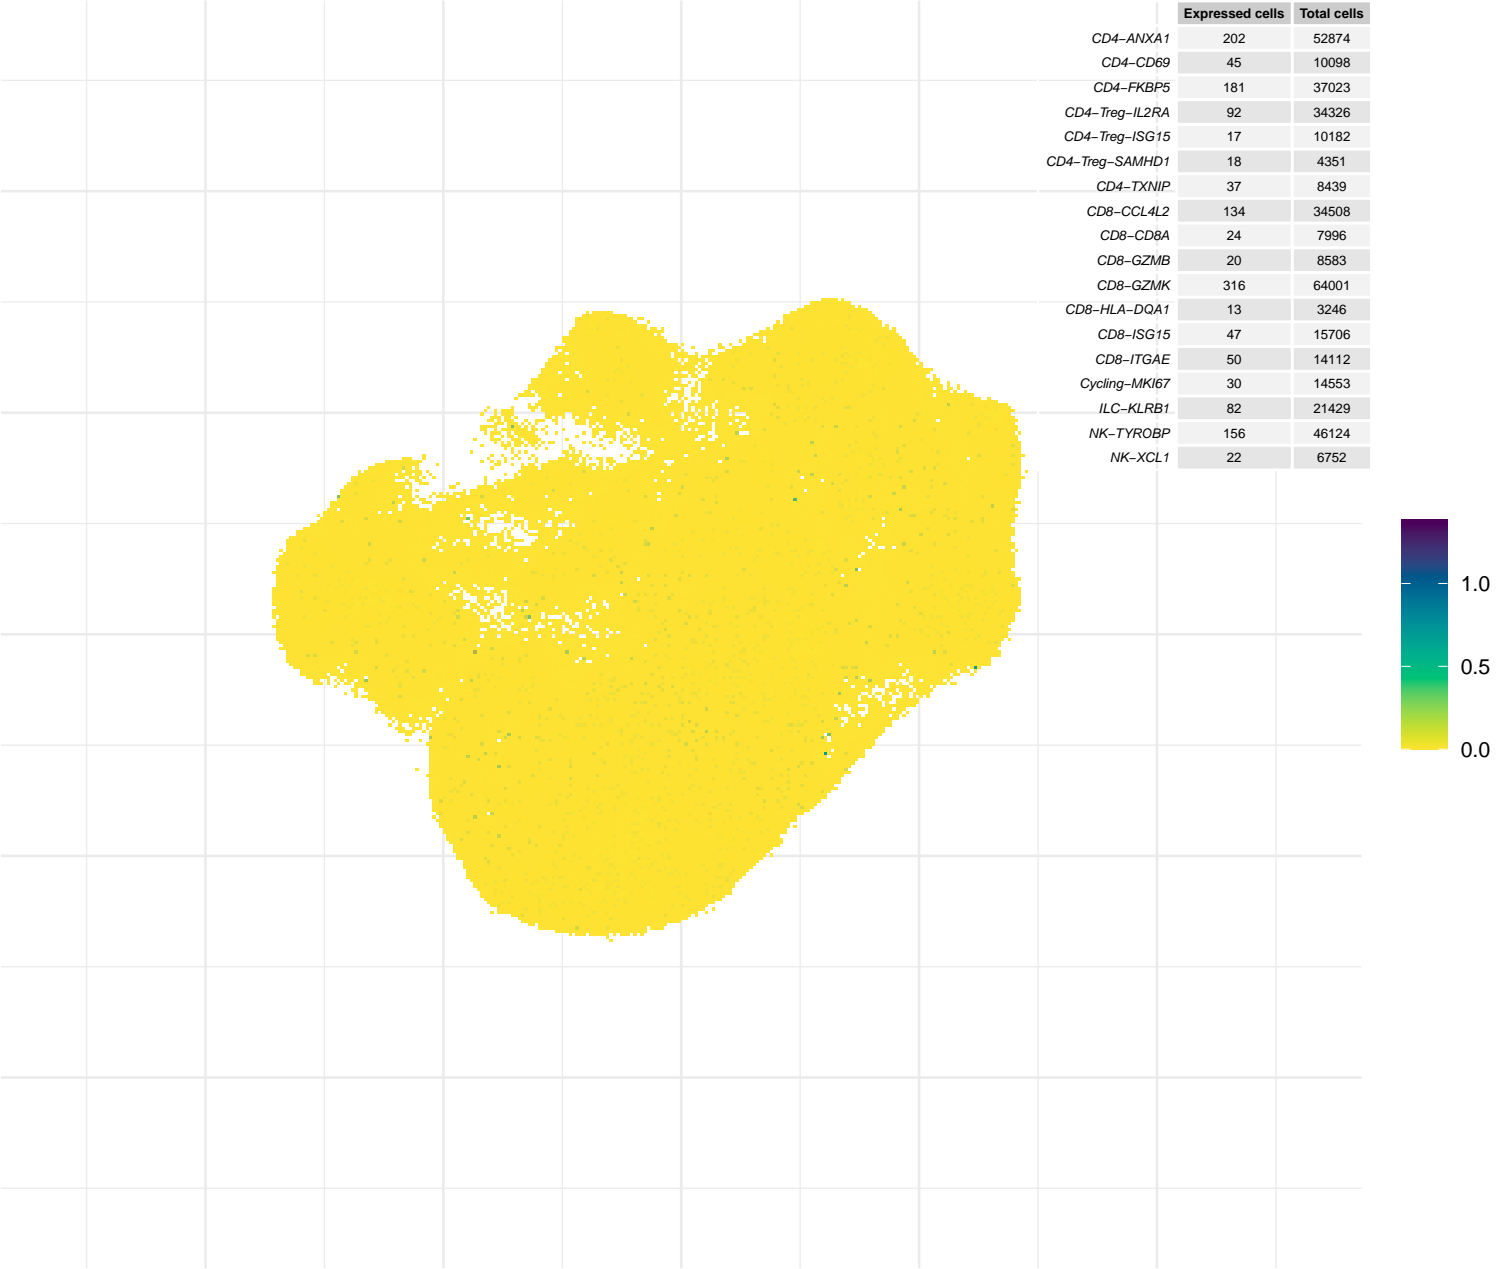 Expressed cells Total cells
CD4−ANXA1 202 52874
CD4−CD69 45 10098
CD4−FKBP5 181 37023
CD4−Treg−IL2RA 92 34326
CD4−Treg−ISG15 17 10182
CD4−Treg−SAMHD1 18 4351
CD4−TXNIP 37 8439
CD8−CCL4L2 134 34508
CD8−CD8A 24 7996
CD8−GZMB 20 8583
CD8−GZMK 316 64001
CD8−HLA−DQA1 13 3246
CD8−ISG15 47 15706
CD8−ITGAE 50 14112
Cycling−MKI67 30 14553
ILC−KLRB1 82 21429
NK−TYROBP 156 46124
NK−XCL1 22 6752
1.0
0.5
0.0